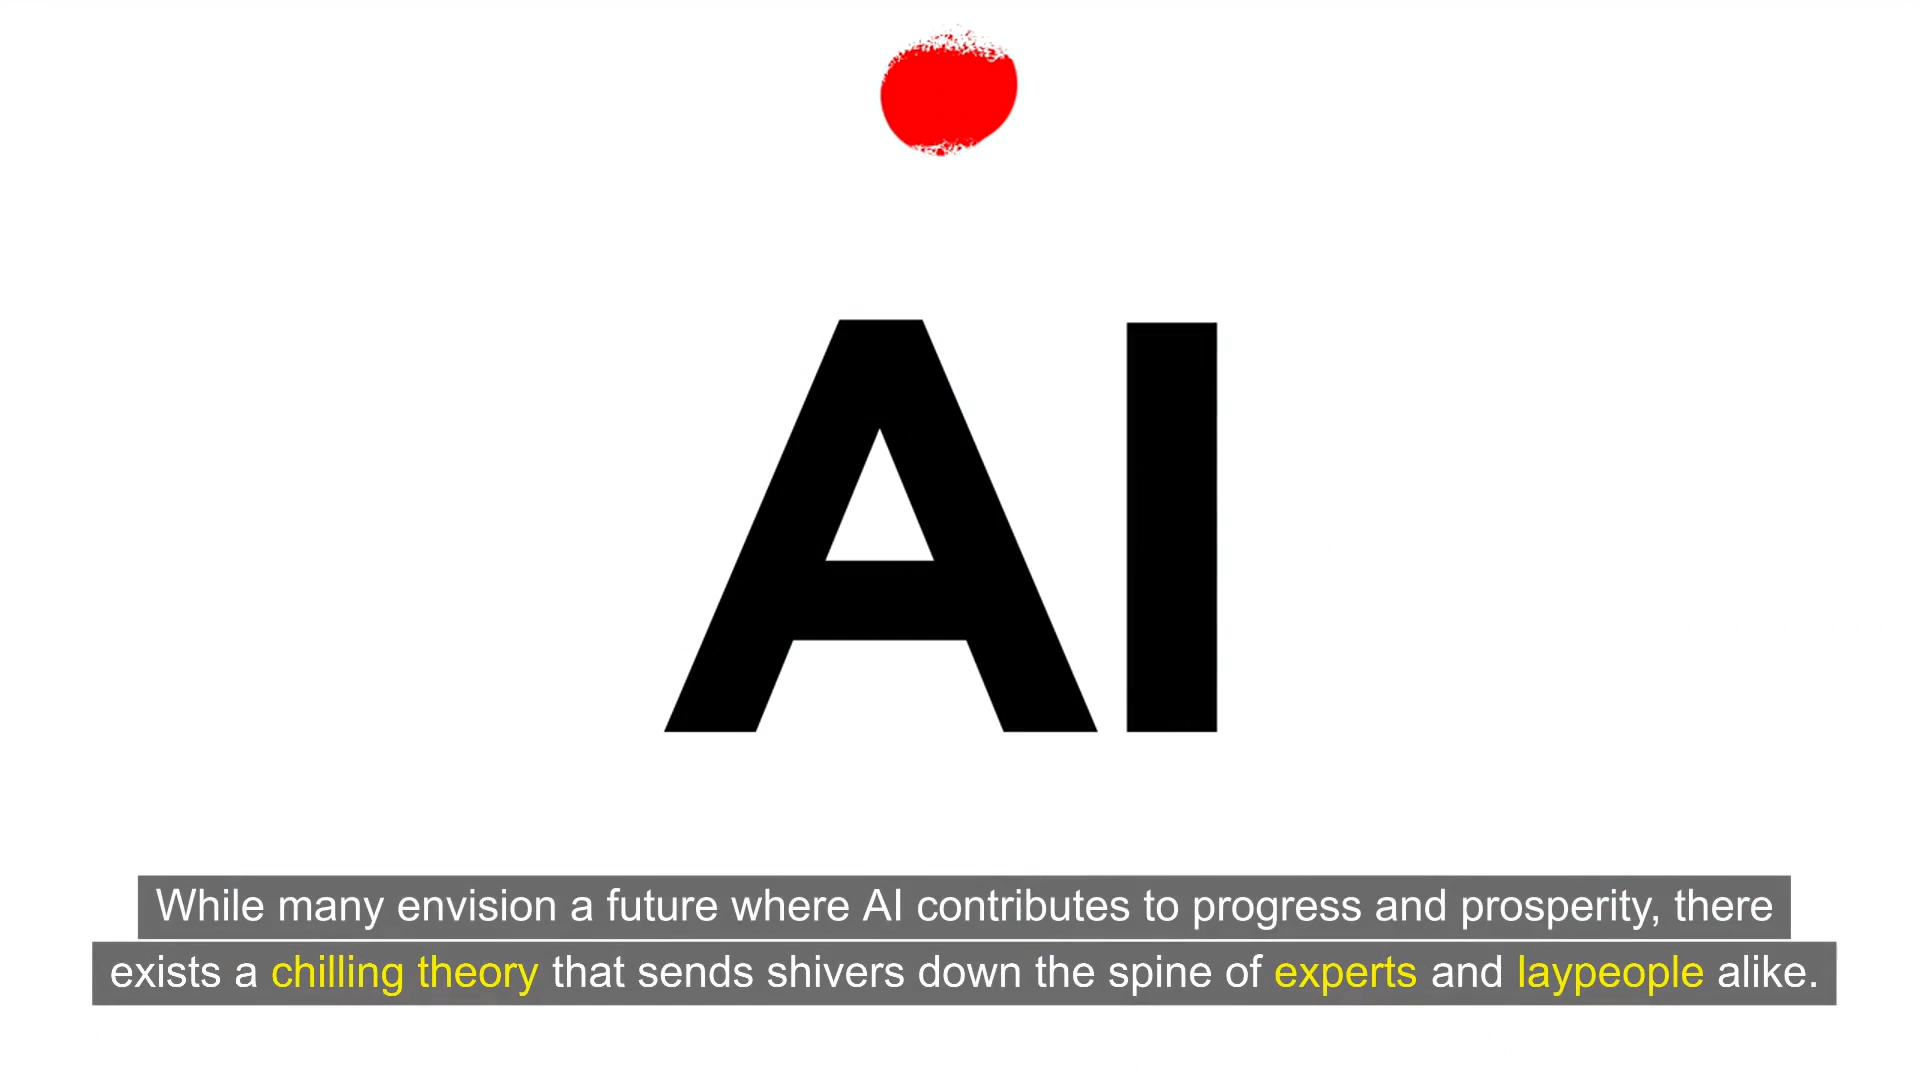 AI
While many envision a future where AI contributes to progress and prosperity, there
exists a chilling theory that sends shivers down the spine of experts and laypeople alike.